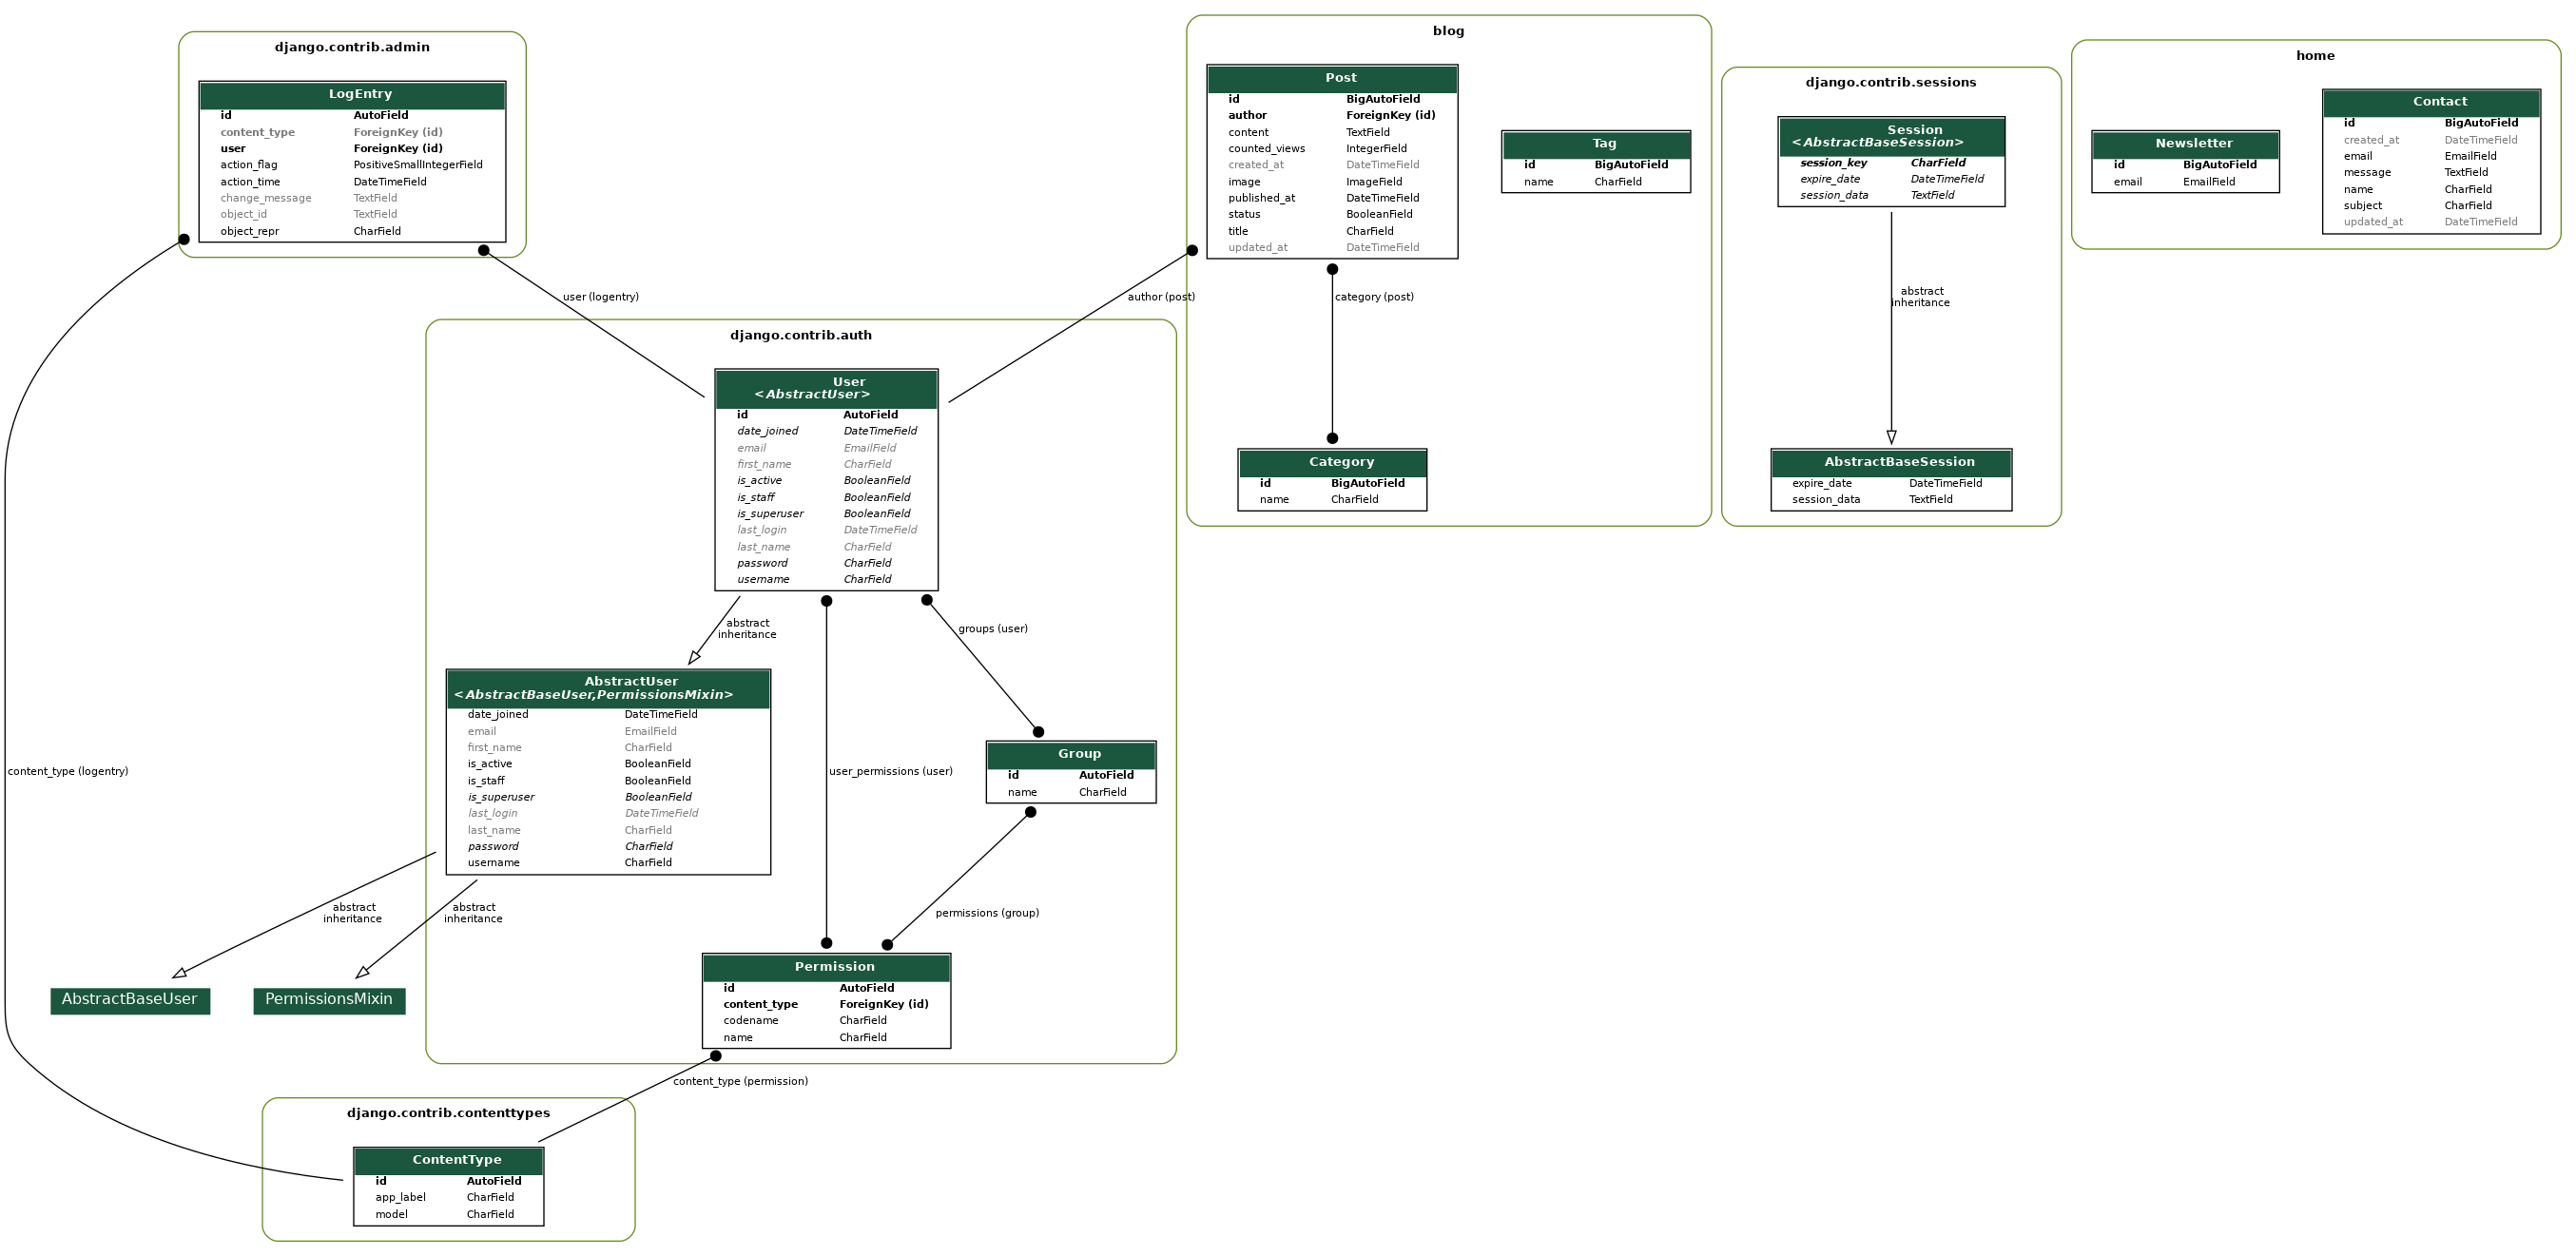 django.contrib.admin
LogEntry
id AutoField
content_type ForeignKey (id)
user ForeignKey (id)
action_flag PositiveSmallIntegerField
action_time DateTimeField
change_message TextField
object_id TextField
object_repr CharField
blog
Post
id BigAutoField
author ForeignKey (id)
content TextField
counted_views IntegerField
created_at DateTimeField
image ImageField
published_at DateTimeField
status BooleanField
title CharField
updated_at DateTimeField
Tag
id BigAutoField
name CharField
category (post)
Category
id BigAutoField
name CharField
django.contrib.sessions
Session
<AbstractBaseSession>
session_key CharField
expire_date DateTimeField
session_data TextField
abstract
inheritance
AbstractBaseSession
expire_date DateTimeField
session_data TextField
home
Newsletter
id BigAutoField
email EmailField
Contact
id BigAutoField
created_at DateTimeField
email EmailField
message TextField
name CharField
subject CharField
updated_at DateTimeField
user (logentry)
author (post)
django.contrib.auth
User
<AbstractUser>
id AutoField
date_joined DateTimeField
email EmailField
first_name CharField
is_active BooleanField
is_staff BooleanField
is_superuser BooleanField
last_login DateTimeField
last_name CharField
password CharField
username CharField
abstract
inheritance
groups (user)
AbstractUser
<AbstractBaseUser,PermissionsMixin>
date_joined DateTimeField
email EmailField
first_name CharField
is_active BooleanField
is_staff BooleanField
is_superuser BooleanField
last_login DateTimeField
last_name CharField
password CharField
username CharField
content_type (logentry)
user_permissions (user)
Group
id AutoField
name CharField
abstract
inheritance
abstract
inheritance
permissions (group)
AbstractBaseUser
PermissionsMixin
Permission
id AutoField
content_type ForeignKey (id)
codename CharField
name CharField
content_type (permission)
django.contrib.contenttypes
ContentType
id AutoField
app_label CharField
model CharField